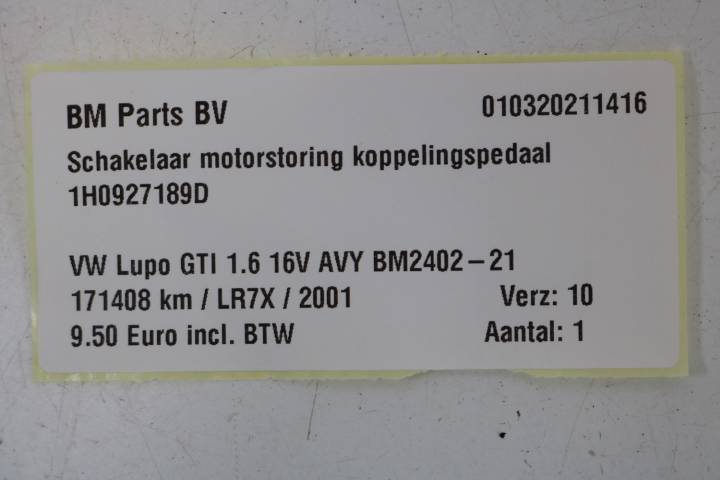 BM Parts BV 010320211416
Schakelaar motorstoring koppelingspedaal
1H0927189D
VW Lupo GTI 1.6 16V AVY BM2402-21
171408 km / LR7X / 2001 Verz: 10
9.50 Euro incl. BTW Aantal: 1